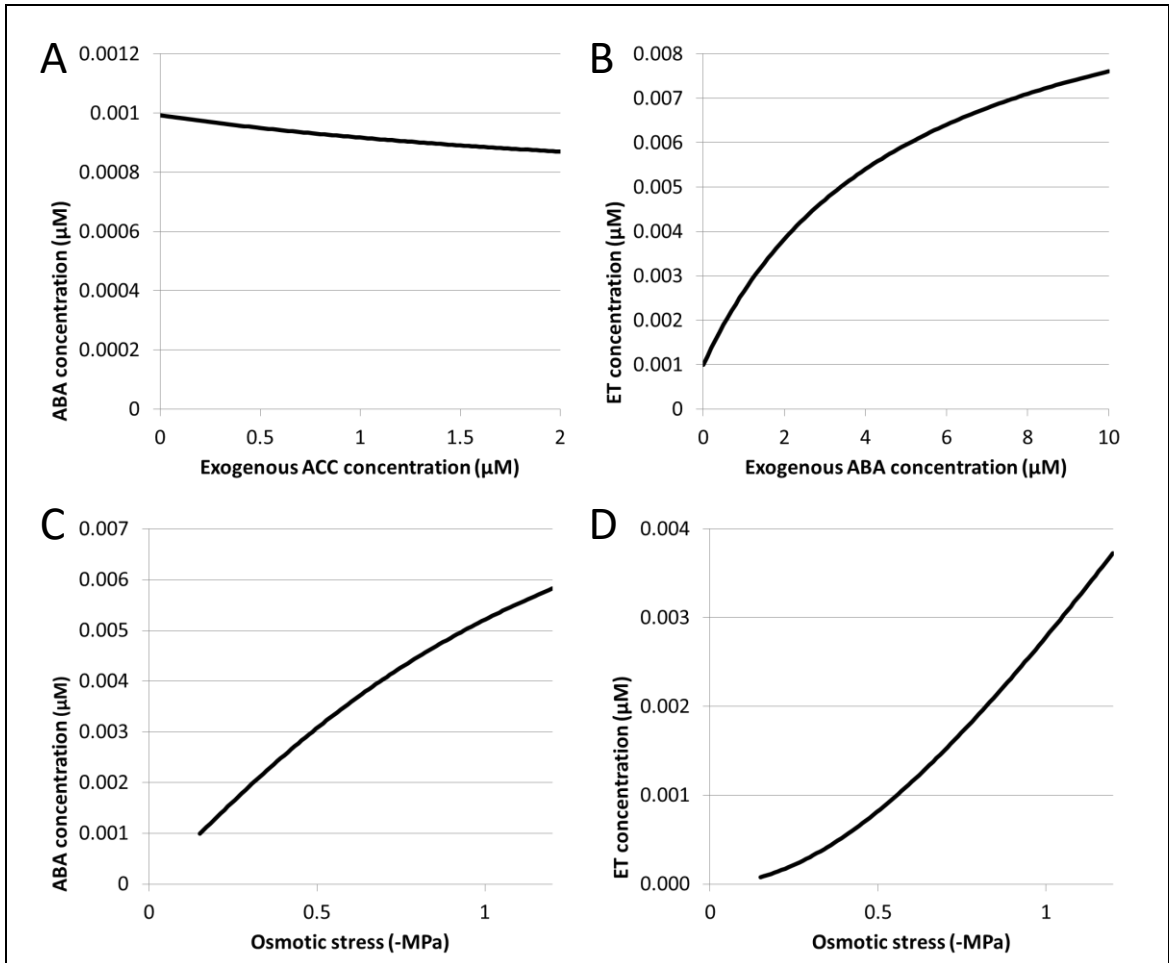 A
0.0012
0.001
0.0008
0.0006
0.0004
0.0002
0
0 0.5 1 1.5 2
ABA concentration (µM)
Exogenous ACC concentration (µM)
B
0.008
0.007
0.006
0.005
0.004
0.003
0.002
0.001
0
0 2 4 6 8 10
ET concentration (µM)
Exogenous ABA concentration (µM)
C
0.007
0.006
0.005
0.004
0.003
0.002
0.001
0
0 0.5 1
ABA concentration (µM)
Osmotic stress (-MPa)
D
0.004
0.003
0.002
0.001
0.000
0 0.5 1
ET concentration (µM)
Osmotic stress (-MPa)